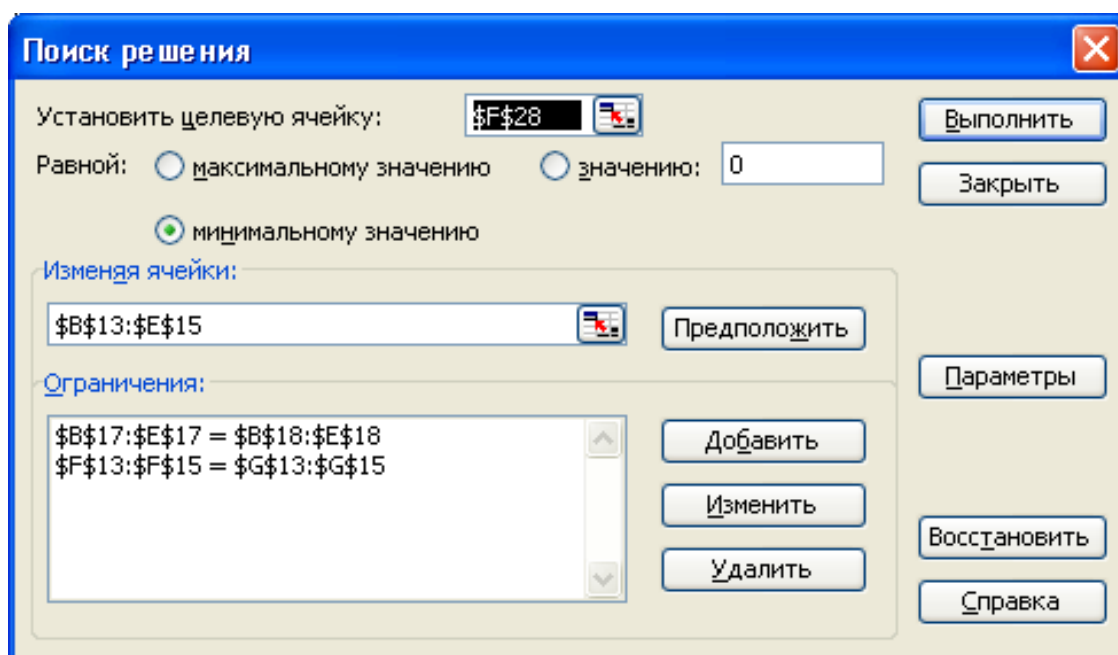 Поиск решения
Установить целевую ячейку: $F$28
Выполнить
Равной: максимальному значению значению: 0
Закрыть
минимальному значению
Изменяя ячейки:
$B$13:$E$15
Предположить
Параметры
Ограничения:
$B$17:$E$17 = $B$18:$E$18
$F$13:$F$15 = $G$13:$G$15
Добавить
Изменить
Удалить
Восстановить
Справка